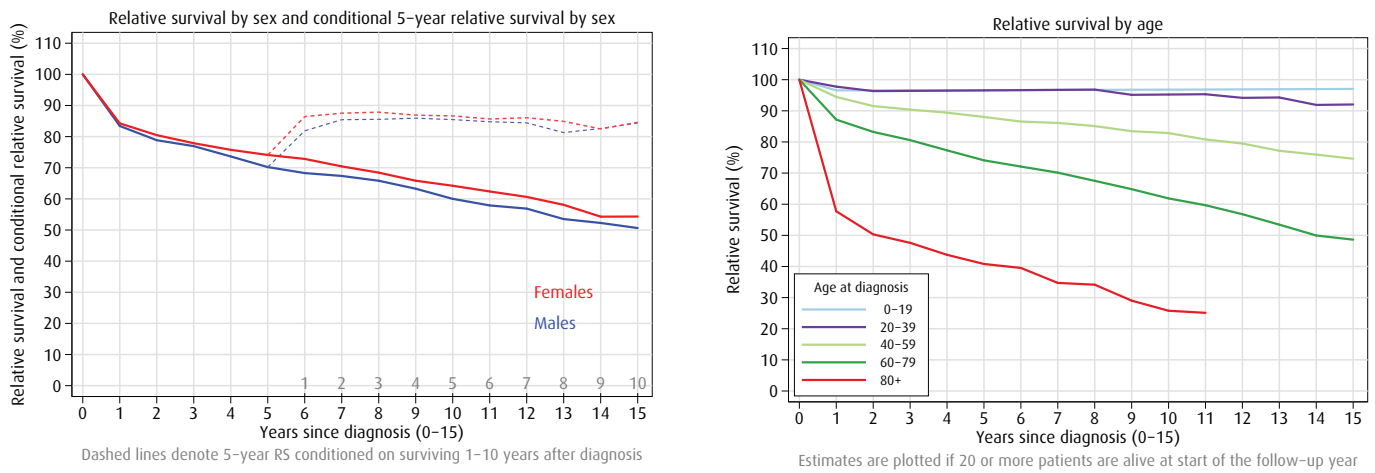 Relative survival by sex and conditional 5–year relative survival by sex
Relative survival and conditional relative survival (%)
110
100
90
80
70
60
50
40
30
20
10
0
Females
Males
1 2 3 4 5 6 7 8 9 10
0 1 2 3 4 5 6 7 8 9 10 11 12 13 14 15
Years since diagnosis (0–15)
Dashed lines denote 5–year RS conditioned on surviving 1–10 years after diagnosis
Relative survival by age
Relative survival (%)
110
100
90
80
70
60
50
40
30
20
10
0
Age at diagnosis
0–19
20–39
40–59
60–79
80+
0 1 2 3 4 5 6 7 8 9 10 11 12 13 14 15
Years since diagnosis (0–15)
Estimates are plotted if 20 or more patients are alive at start of the follow–up year